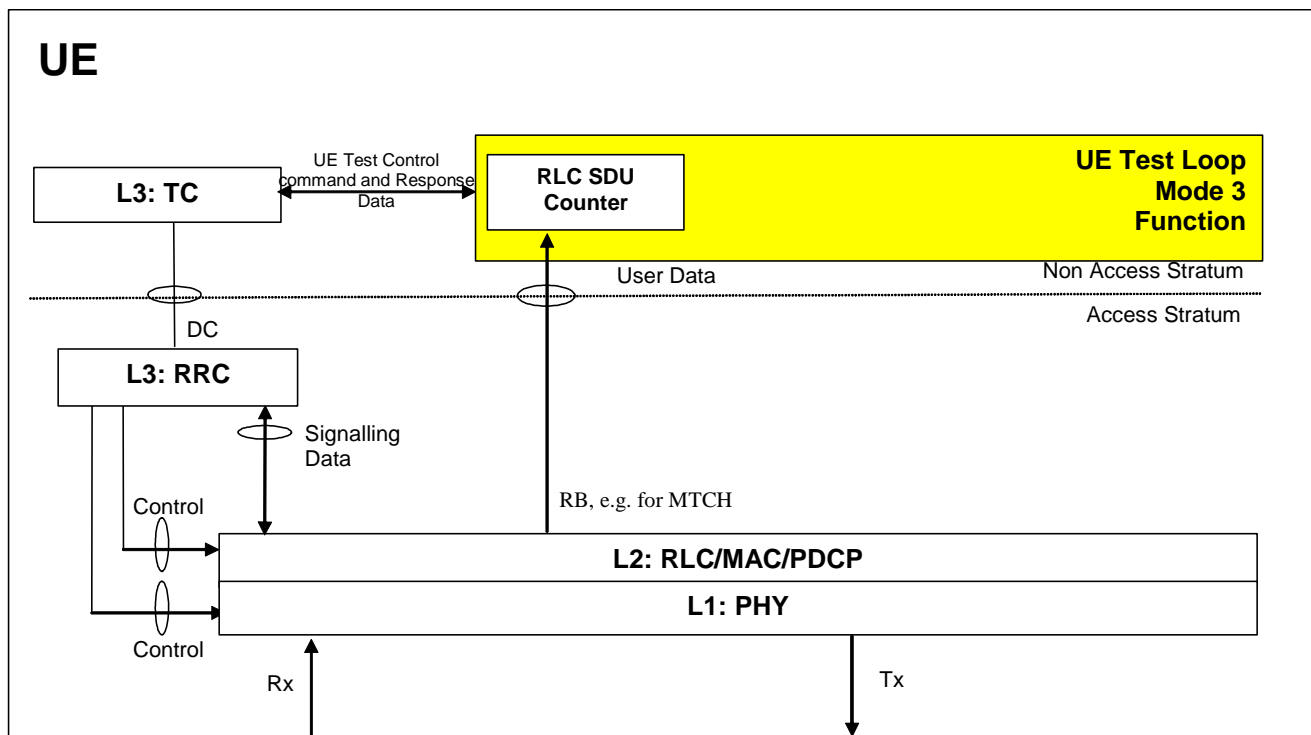 UE
UE Test Control
command and Response
Data
L3: TC
RLC SDU
Counter
UE Test Loop
Mode 3
Function
User Data
Non Access Stratum
Access Stratum
DC
L3: RRC
Signalling
Data
RB, e.g. for MTCH
Control
L2: RLC/MAC/PDCP
L1: PHY
Control
Rx
Tx